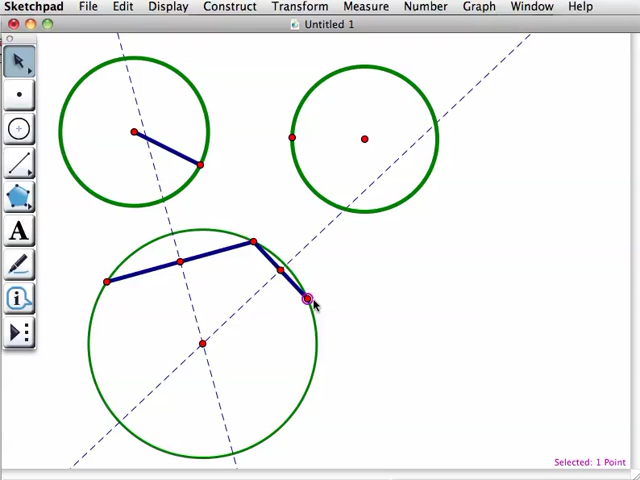 Sketchpad File Edit Display Construct Transform Measure Number Graph Window Help
Untitled 1
A
Selected: 1 Point